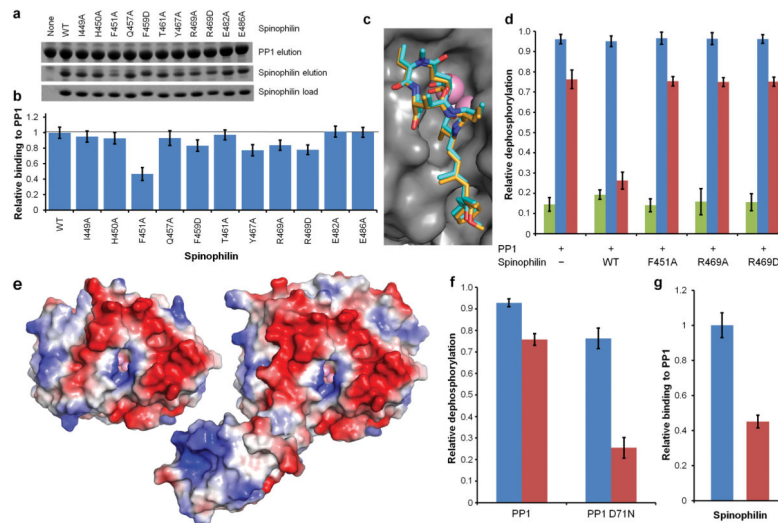 a
None
WT
I449A
H450A
F451A
Q457A
F459D
T461A
Y467A
R469A
R469D
E482A
E486A
Spinophilin
PP1 elution
Spinophilin elution
Spinophilin load
b
Relative binding to PP1
1.4
1.2
1
0.8
0.6
0.4
0.2
0
WT
I449A
H450A
F451A
Q457A
F459D
T461A
Y467A
R469A
R469D
E482A
E486A
Spinophilin
c
d
Relative dephosphorylation
1.0
0.9
0.8
0.7
0.6
0.5
0.4
0.3
0.2
0.1
0
PP1 + + + + +
Spinophilin – WT F451A R469A R469D
e
f
Relative dephosphorylation
1
0.9
0.8
0.7
0.6
0.5
0.4
0.3
0.2
0.1
0
PP1 PP1 D71N
g
Relative binding to PP1
1.2
1
0.8
0.6
0.4
0.2
0
Spinophilin